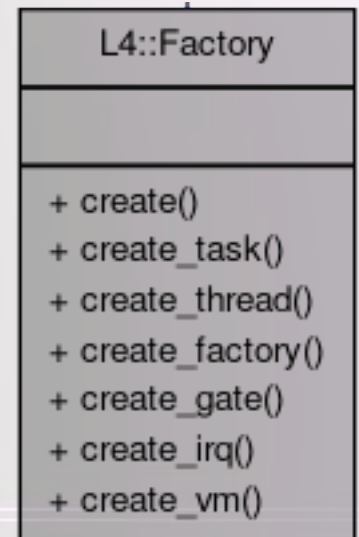 L4::Factory
+ create()
+ create_task()
+ create_thread()
+ create_factory()
+ create_gate()
+ create_irq()
+ create_vm()